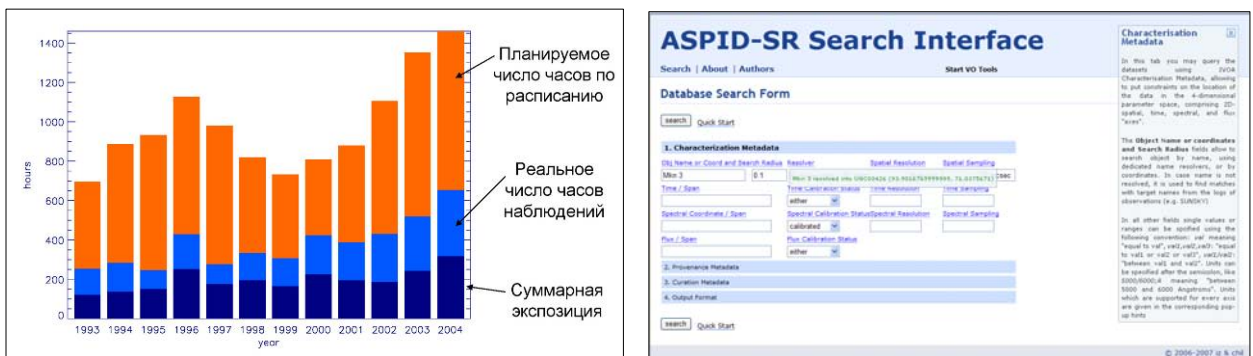 1400
1200
1000
800
600
400
200
0
hours
1993 1994 1995 1996 1997 1998 1999 2000 2001 2002 2003 2004
year
Планируемое
число часов по
расписанию
Реальное
число часов
наблюдений
Суммарная
экспозиция
ASPID-SR Search Interface
Search | About | Authors
Start VO Tools
Database Search Form
search Quick Start
1. Characterization Metadata
Obj Name or Coord and Search Radius Resolver Spatial Resolution Spatial Sampling
Mkn 3 0.1
Time / Span Time Calibration Status Time Resolution Time Sampling
either
Spectral Coordinate / Span Spectral Calibration Status Spectral Resolution Spectral Sampling
calibrated
Flux / Span Flux Calibration Status
either
2. Provenance Metadata
3. Curation Metadata
4. Output Format
search Quick Start
Characterisation
Metadata
In this tab you may query the
datasets using IVOA
Characterisation Metadata, allowing
to put constraints on the location of
the data in the 4-dimensional
parameter space, comprising 2D-
spatial, time, spectral, and flux
"axes".
The Object Name or coordinates
and Search Radius fields allow to
search object by name, using
dedicated name resolvers, or by
coordinates. In case name is not
resolved, it is used to find matches
with target names from the logs of
observations (e.g. SUNSKY)
In all other fields single values or
ranges can be spcified using the
following convention: val meaning
"equal to val", val1,val2,val3: "equal
to val1 or val2 or val3", val1/val2:
"between val1 and val2". Units can
be specified after the semicolon, like
5000/6000;A meaning "between
5000 and 6000 Angstroms". Units
which are supported for every axis
are given in the corresponding pop-
up hints
© 2006-2007 iz & chil